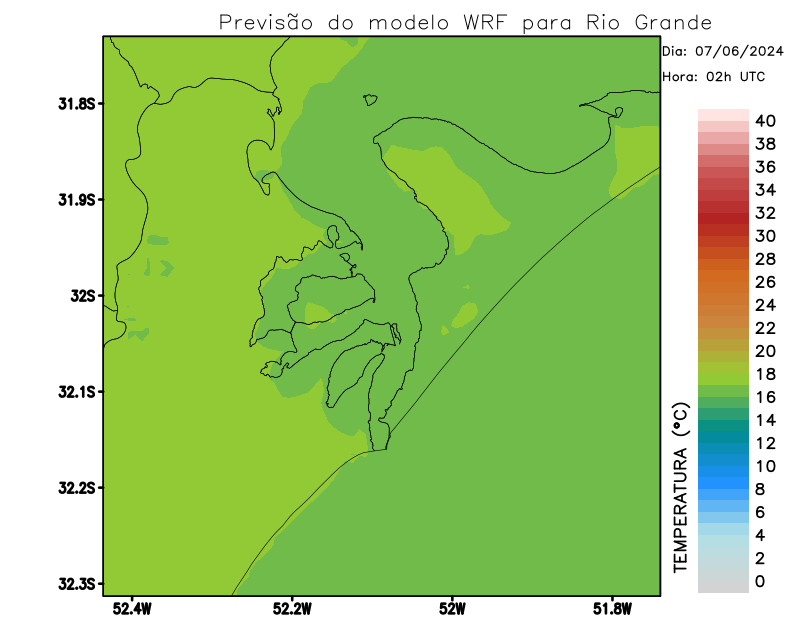 Previsão do modelo WRF para Rio Grande
Dia: 07/06/2024
Hora: 02h UTC
31.8S
31.9S
32S
32.1S
32.2S
32.3S
52.4W
52.2W
52W
51.8W
TEMPERATURA (°C)
40
38
36
34
32
30
28
26
24
22
20
18
16
14
12
10
8
6
4
2
0